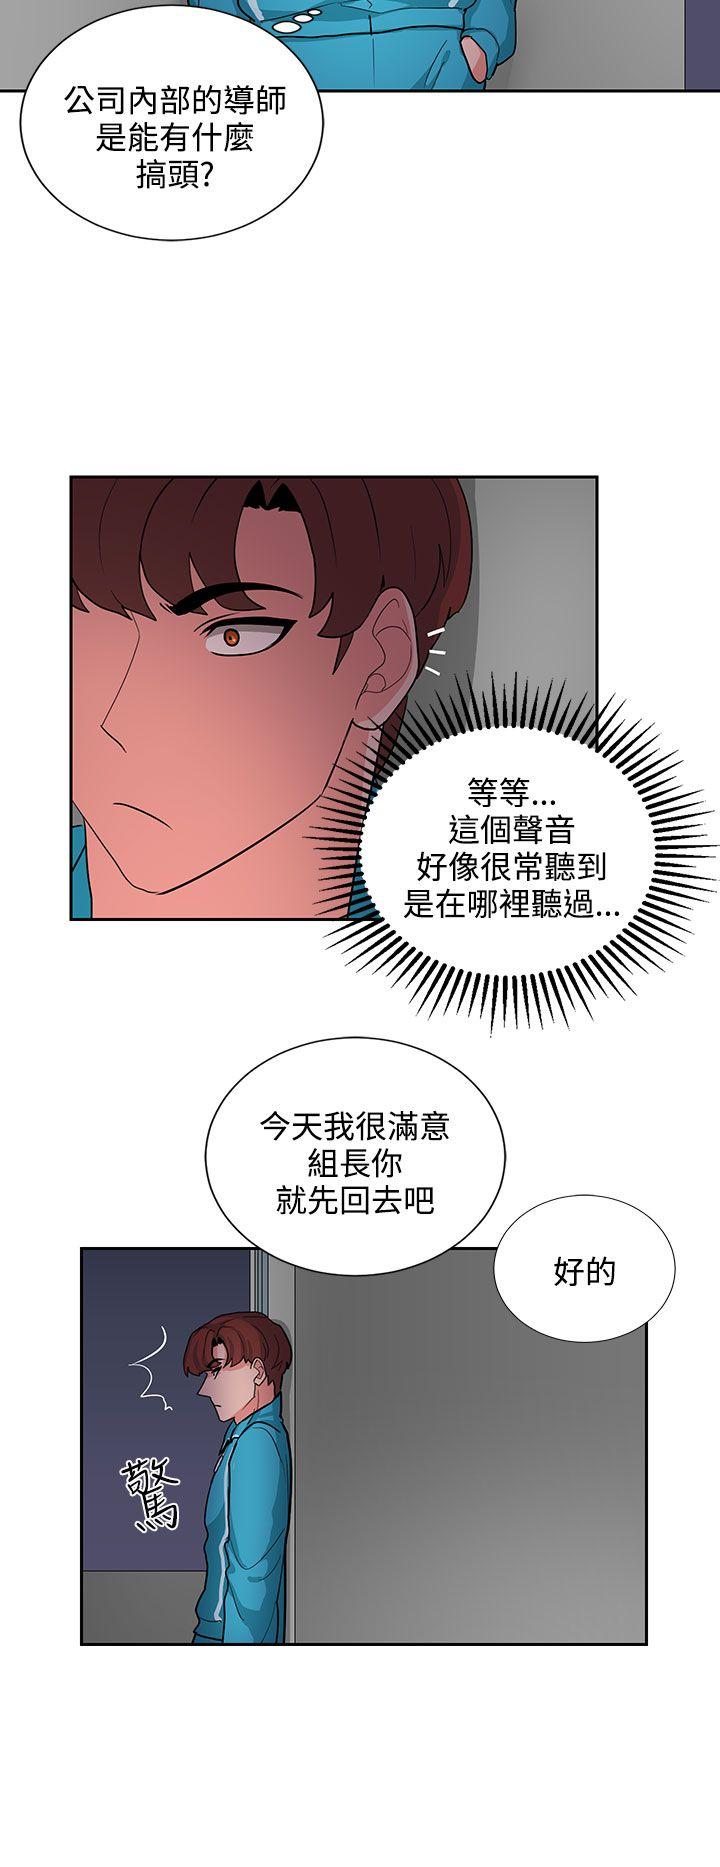 公司內部的導師
是能有什麼
搞頭?
等等...
這個聲音
好像很常聽到
是在哪裡聽過...
今天我很滿意
組長你
就先回去吧
好的
驚